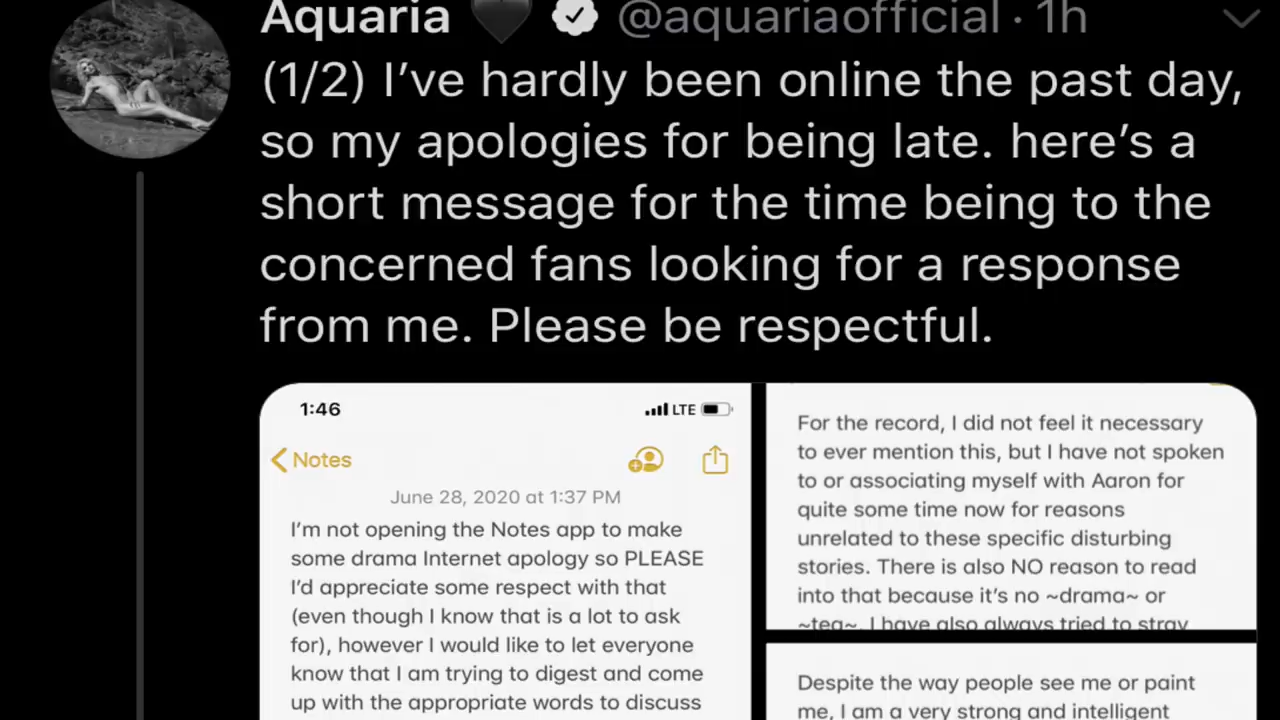 Aquaria 🖤 @aquariaofficial · 1h
(1/2) I’ve hardly been online the past day,
so my apologies for being late. here’s a
short message for the time being to the
concerned fans looking for a response
from me. Please be respectful.
1:46 LTE
Notes
June 28, 2020 at 1:37 PM
I’m not opening the Notes app to make
some drama Internet apology so PLEASE
I’d appreciate some respect with that
(even though I know that is a lot to ask
for), however I would like to let everyone
know that I am trying to digest and come
up with the appropriate words to discuss
For the record, I did not feel it necessary
to ever mention this, but I have not spoken
to or associating myself with Aaron for
quite some time now for reasons
unrelated to these specific disturbing
stories. There is also NO reason to read
into that because it’s no ~drama~ or
~tea~. I have also always tried to stray
Despite the way people see me or paint
me, I am a very strong and intelligent